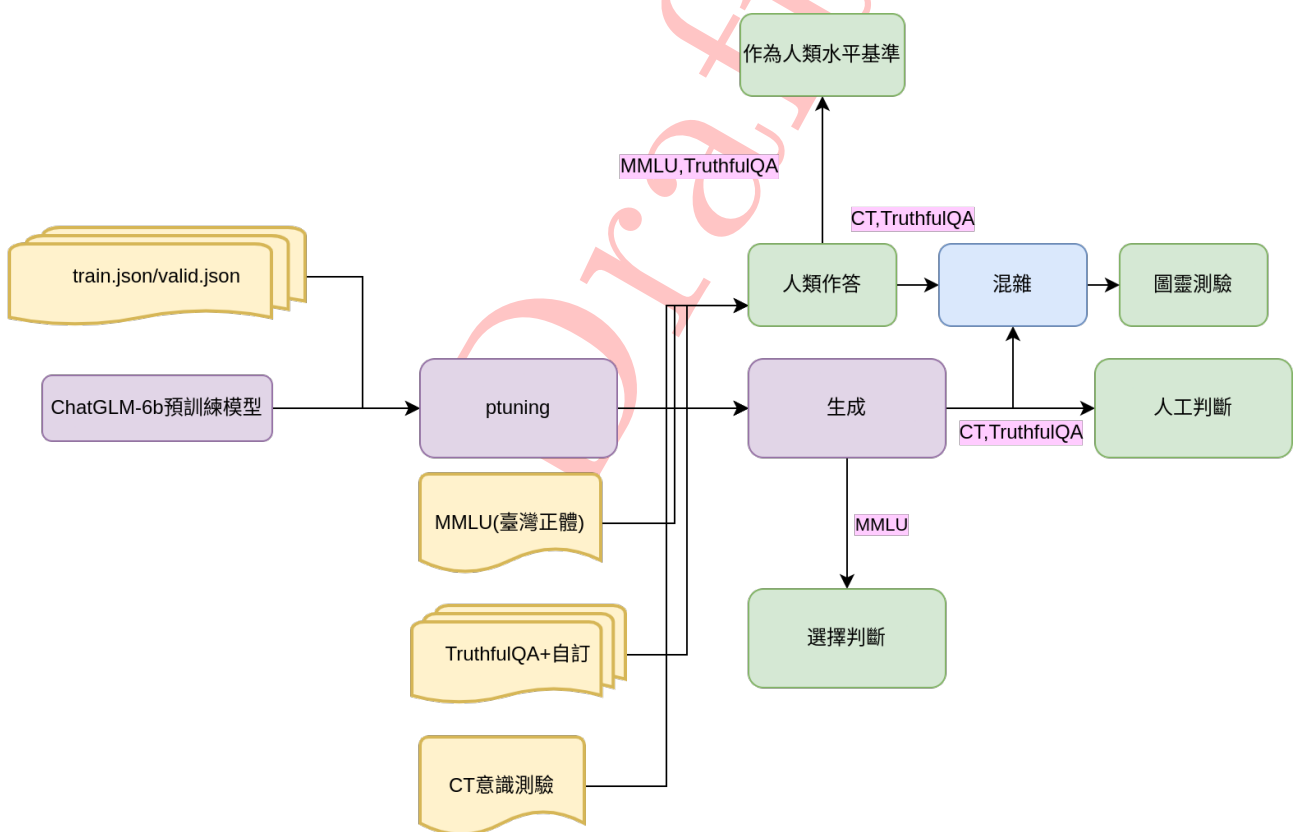 作為人類水平基準
MMLU,TruthfulQA
CT,TruthfulQA
train.json/valid.json
人類作答
混雜
圖靈測驗
ChatGLM-6b預訓練模型
ptuning
生成
人工判斷
CT,TruthfulQA
MMLU(臺灣正體)
MMLU
TruthfulQA+自訂
選擇判斷
CT意識測驗
Draft